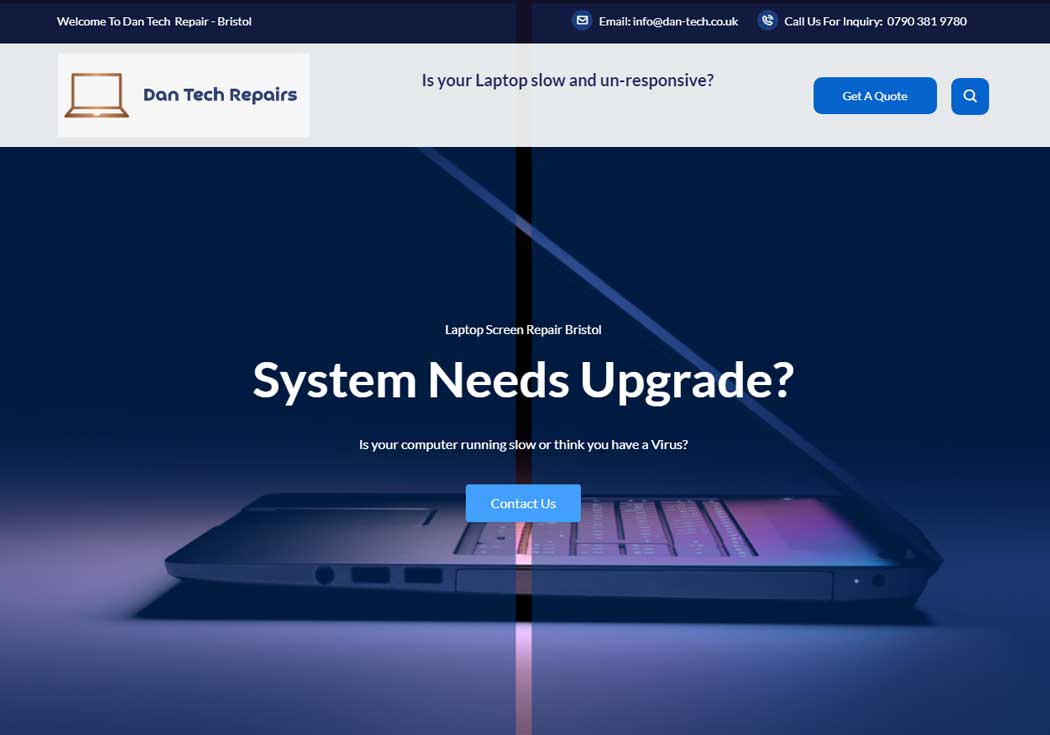 Welcome To Dan Tech Repair - Bristol
Email: info@dan-tech.co.uk
Call Us For Inquiry: 0790 381 9780
Dan Tech Repairs
Is your Laptop slow and un-responsive?
Get A Quote
Laptop Screen Repair Bristol
System Needs Upgrade?
Is your computer running slow or think you have a Virus?
Contact Us